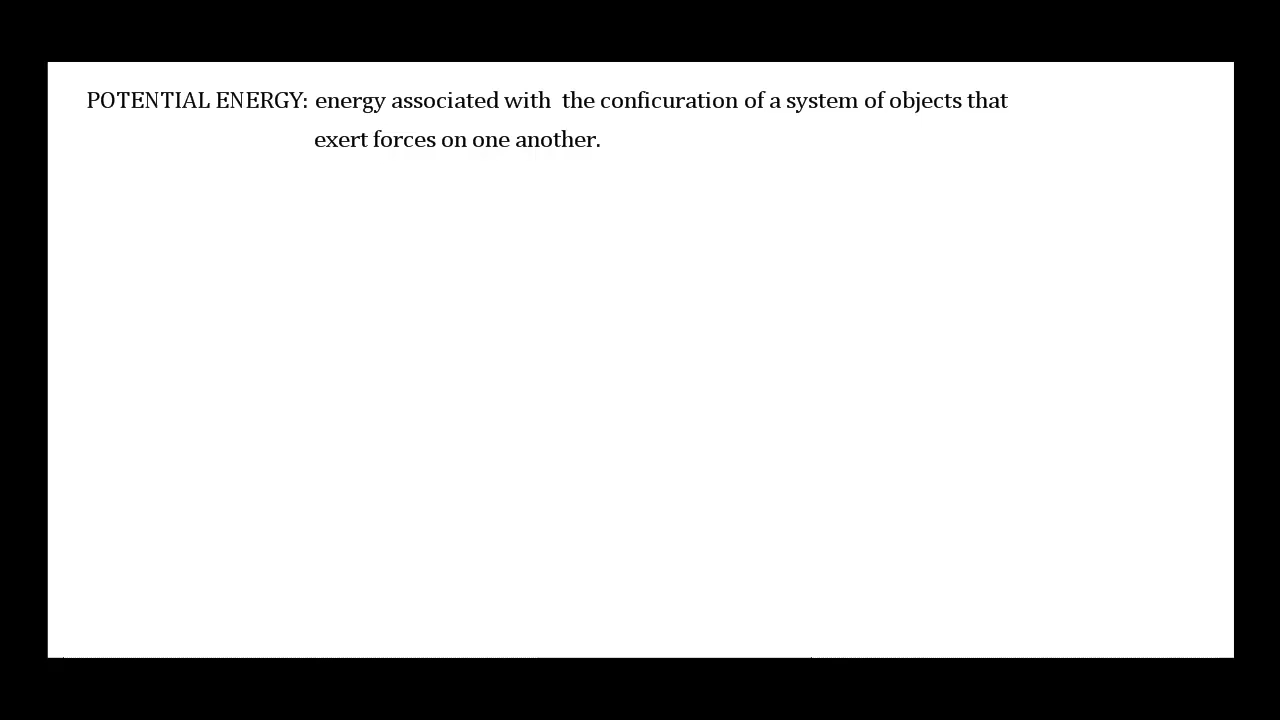 POTENTIAL ENERGY: energy associated with the conficuration of a system of objects that
exert forces on one another.